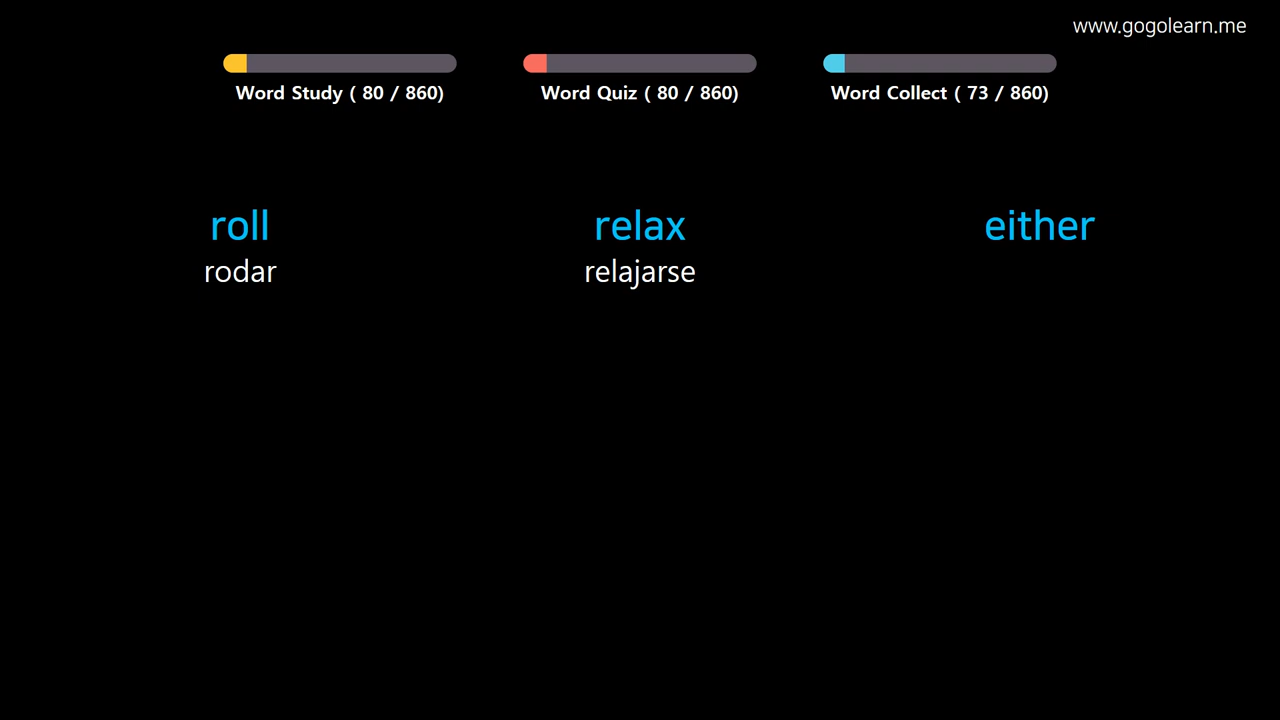 www.gogolearn.me
Word Study ( 80 / 860)
Word Quiz ( 80 / 860)
Word Collect ( 73 / 860)
roll
rodar
relax
relajarse
either